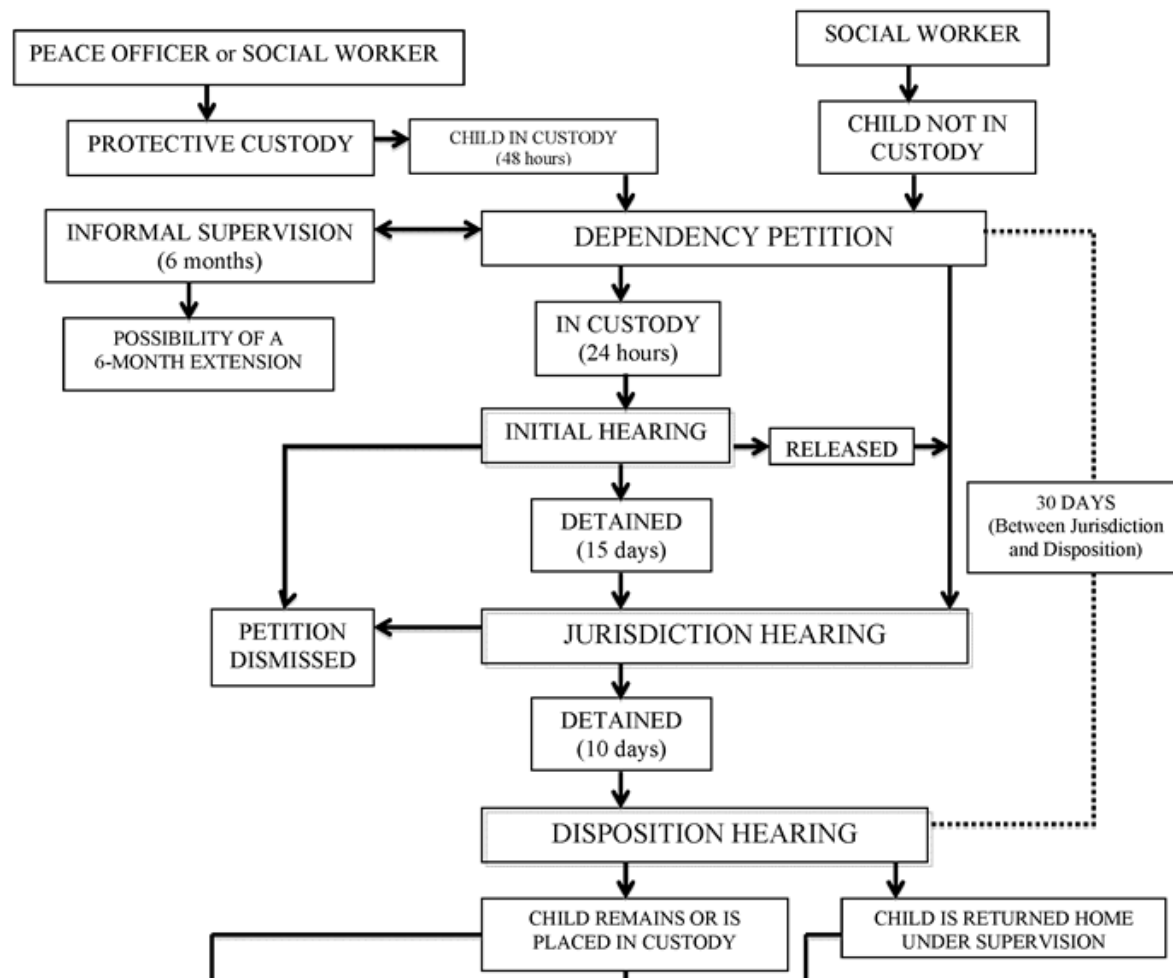 PEACE OFFICER or SOCIAL WORKER
SOCIAL WORKER
PROTECTIVE CUSTODY
CHILD IN CUSTODY
(48 hours)
CHILD NOT IN
CUSTODY
INFORMAL SUPERVISION
(6 months)
DEPENDENCY PETITION
POSSIBILITY OF A
6-MONTH EXTENSION
IN CUSTODY
(24 hours)
INITIAL HEARING
RELEASED
30 DAYS
(Between Jurisdiction
and Disposition)
DETAINED
(15 days)
PETITION
DISMISSED
JURISDICTION HEARING
DETAINED
(10 days)
DISPOSITION HEARING
CHILD REMAINS OR IS
PLACED IN CUSTODY
CHILD IS RETURNED HOME
UNDER SUPERVISION